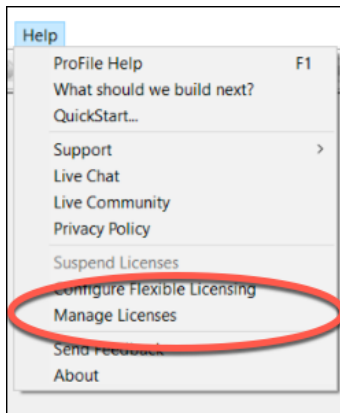 Help
ProFile Help F1
What should we build next?
QuickStart...
Support >
Live Chat
Live Community
Privacy Policy
Suspend Licenses
Configure Flexible Licensing
Manage Licenses
Send Feedback
About